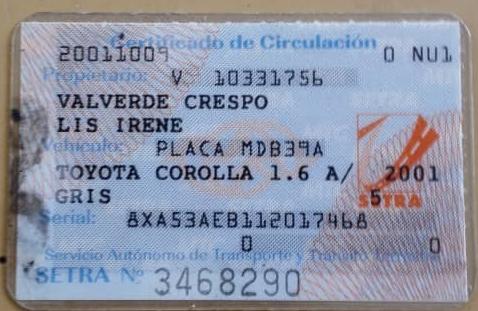 Certificado de Circulación
20011009 0 NU1
Propietario: V 10331756
VALVERDE CRESPO
LIS IRENE
Vehículo: PLACA MDB39A
TOYOTA COROLLA 1.6 A/ 2001
GRIS 5
SETRA
Serial: 8XA53AEB112017468
0 0
Servicio Autónomo de Transporte y Tránsito Terrestre
SETRA Nº 3468290